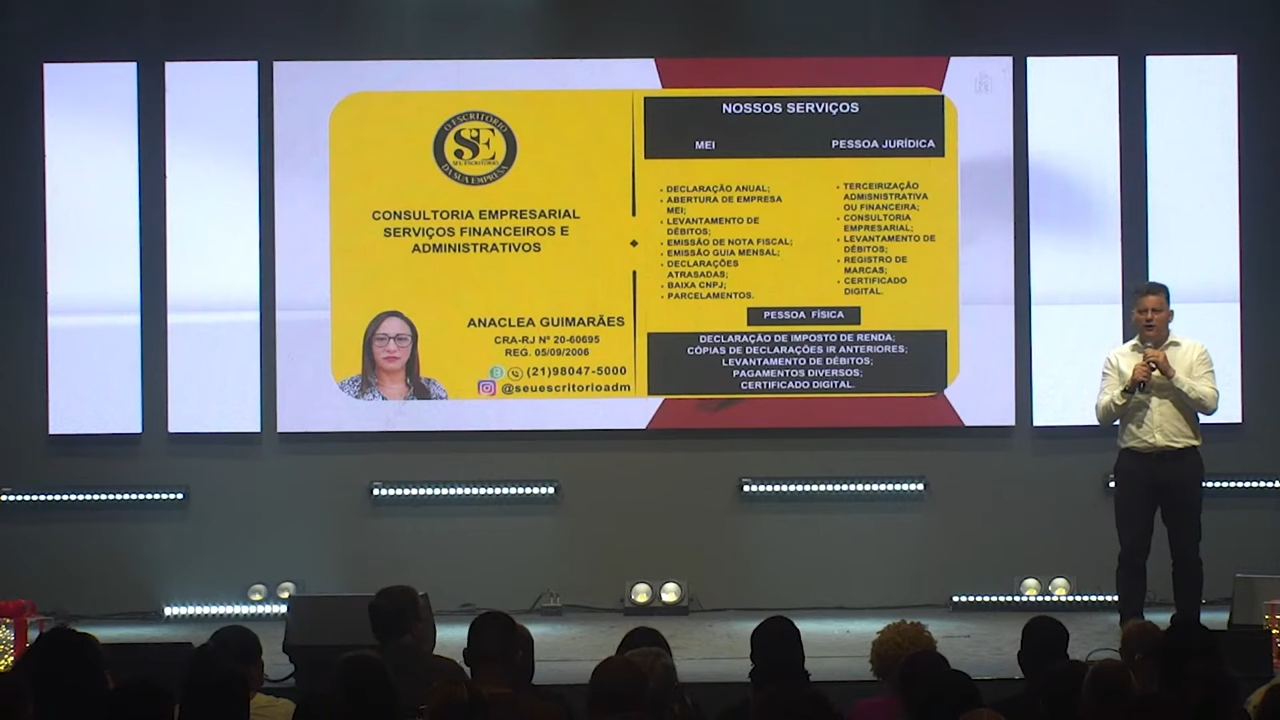 O ESCRITÓRIO
SE
SEU ESCRITÓRIO
DA SUA EMPRESA
CONSULTORIA EMPRESARIAL
SERVIÇOS FINANCEIROS E
ADMINISTRATIVOS
ANACLEA GUIMARÃES
CRA-RJ Nº 20-60695
REG. 05/09/2006
(21)98047-5000
@seuescritorioadm
NOSSOS SERVIÇOS
MEI
PESSOA JURÍDICA
• DECLARAÇÃO ANUAL;
• ABERTURA DE EMPRESA
MEI;
• LEVANTAMENTO DE
DÉBITOS;
• EMISSÃO DE NOTA FISCAL;
• EMISSÃO GUIA MENSAL;
• DECLARAÇÕES
ATRASADAS;
• BAIXA CNPJ;
• PARCELAMENTOS.
• TERCEIRIZAÇÃO
ADMISNISTRATIVA
OU FINANCEIRA;
• CONSULTORIA
EMPRESARIAL;
• LEVANTAMENTO DE
DÉBITOS;
• REGISTRO DE
MARCAS;
• CERTIFICADO
DIGITAL.
PESSOA FÍSICA
DECLARAÇÃO DE IMPOSTO DE RENDA;
CÓPIAS DE DECLARAÇÕES IR ANTERIORES;
LEVANTAMENTO DE DÉBITOS;
PAGAMENTOS DIVERSOS;
CERTIFICADO DIGITAL.